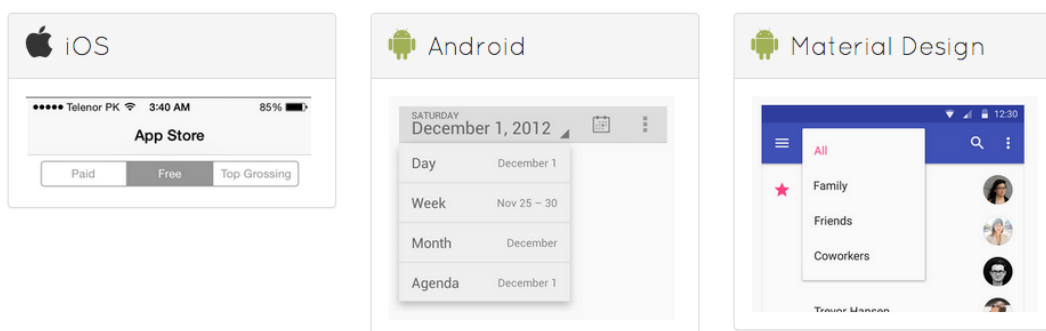 iOS
Telenor PK 3:40 AM 85%
App Store
Paid Free Top Grossing
Android
SATURDAY
December 1, 2012
Day December 1
Week Nov 25 – 30
Month December
Agenda December 1
Material Design
12:30
All
Family
Friends
Coworkers
Trevor Hansen